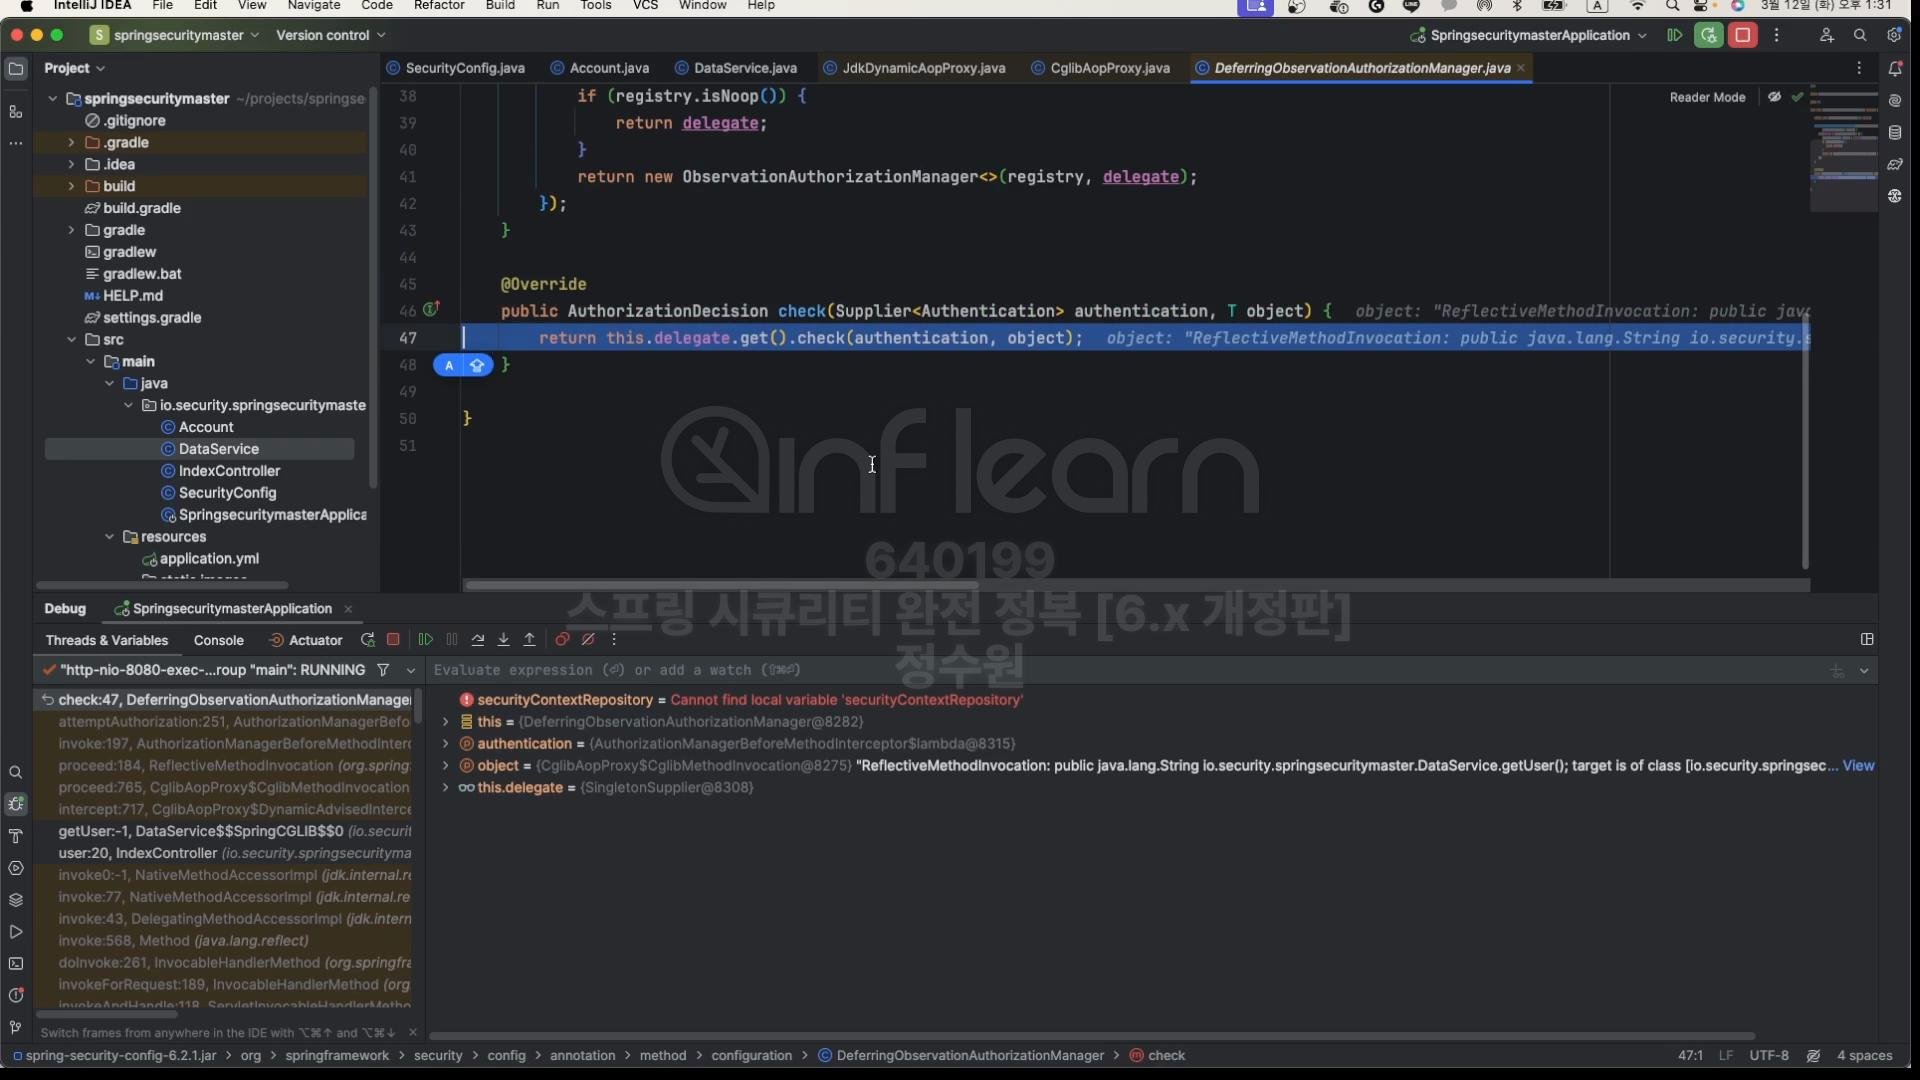 IntelliJ IDEA File Edit View Navigate Code Refactor Build Run Tools VCS Window Help A 3월 12일 (화) 오후 1:31
S springsecuritymaster Version control SpringsecuritymasterApplication
Project
SecurityConfig.java Account.java DataService.java JdkDynamicAopProxy.java CglibAopProxy.java DeferringObservationAuthorizationManager.java
springsecuritymaster ~/projects/springse
.gitignore
.gradle
.idea
build
build.gradle
gradle
gradlew
gradlew.bat
HELP.md
settings.gradle
src
main
java
io.security.springsecuritymaste
Account
DataService
IndexController
SecurityConfig
SpringsecuritymasterApplica
resources
application.yml
Reader Mode
38 if (registry.isNoop()) {
39 return delegate;
40 }
41 return new ObservationAuthorizationManager<>(registry, delegate);
42 });
43 }
44
45 @Override
46 public AuthorizationDecision check(Supplier<Authentication> authentication, T object) { object: "ReflectiveMethodInvocation: public jav
47 return this.delegate.get().check(authentication, object); object: "ReflectiveMethodInvocation: public java.lang.String io.security.s
48 }
49
50 }
51
A
inflearn
640199
스프링 시큐리티 완전 정복 [6.x 개정판]
정수원
Debug SpringsecuritymasterApplication
Threads & Variables Console Actuator
"http-nio-8080-exec-...roup "main": RUNNING
Evaluate expression (⏎) or add a watch (⇧⌘⏎)
check:47, DeferringObservationAuthorizationManager
attemptAuthorization:251, AuthorizationManagerBefo
invoke:197, AuthorizationManagerBeforeMethodInterc
proceed:184, ReflectiveMethodInvocation (org.spring
proceed:765, CglibAopProxy$CglibMethodInvocation
intercept:717, CglibAopProxy$DynamicAdvisedInterce
getUser:-1, DataService$$SpringCGLIB$$0 (io.securit
user:20, IndexController (io.security.springsecurityma
invoke0:-1, NativeMethodAccessorImpl (jdk.internal.re
invoke:77, NativeMethodAccessorImpl (jdk.internal.re
invoke:43, DelegatingMethodAccessorImpl (jdk.intern
invoke:568, Method (java.lang.reflect)
doInvoke:261, InvocableHandlerMethod (org.springfra
invokeForRequest:189, InvocableHandlerMethod (org.
invokeAndHandle:118, ServletInvocableHandlerMetho
securityContextRepository = Cannot find local variable 'securityContextRepository'
this = {DeferringObservationAuthorizationManager@8282}
authentication = {AuthorizationManagerBeforeMethodInterceptor$lambda@8315}
object = {CglibAopProxy$CglibMethodInvocation@8275} "ReflectiveMethodInvocation: public java.lang.String io.security.springsecuritymaster.DataService.getUser(); target is of class [io.security.springsec... View
this.delegate = {SingletonSupplier@8308}
Switch frames from anywhere in the IDE with ⌥⌘↑ and ⌥⌘↓
spring-security-config-6.2.1.jar > org > springframework > security > config > annotation > method > configuration > DeferringObservationAuthorizationManager > check
47:1 LF UTF-8 4 spaces